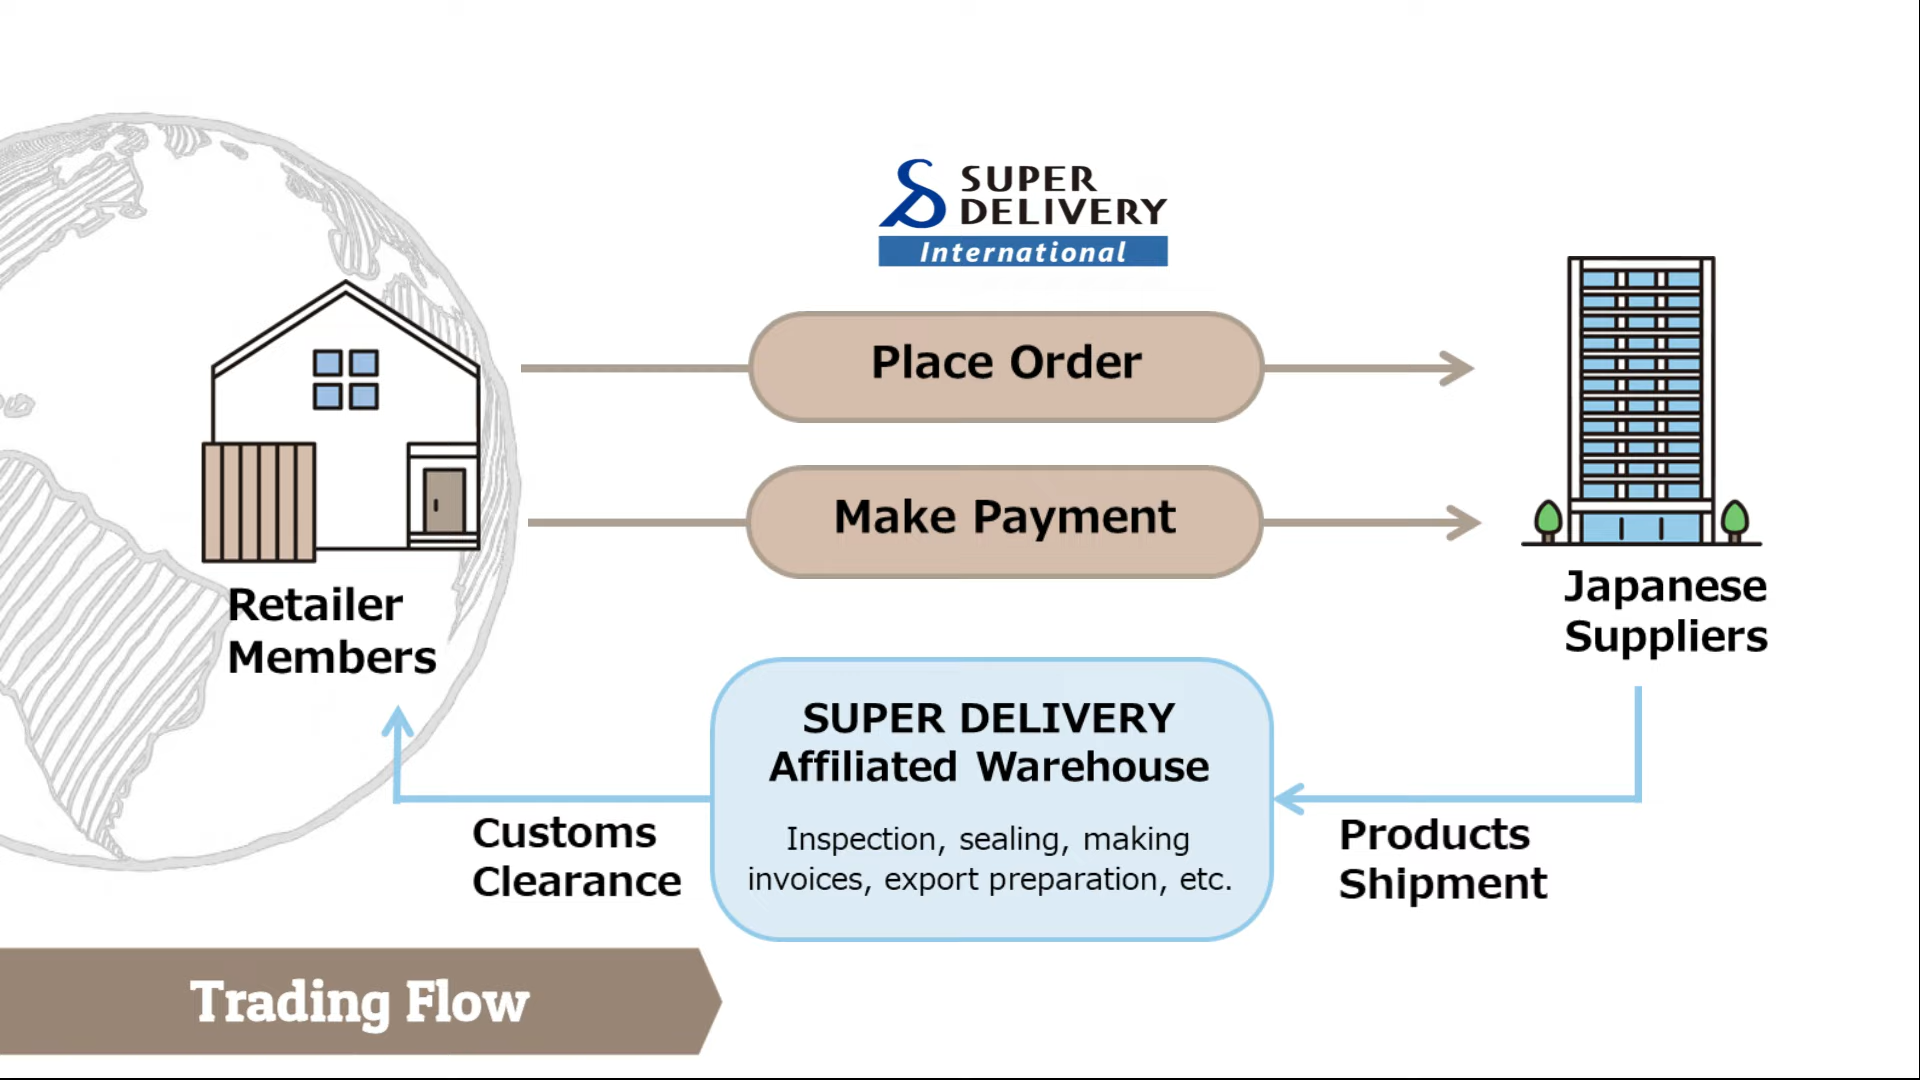 SUPER
DELIVERY
International
Place Order
Make Payment
Retailer
Members
Japanese
Suppliers
SUPER DELIVERY
Affiliated Warehouse
Inspection, sealing, making
invoices, export preparation, etc.
Customs
Clearance
Products
Shipment
Trading Flow